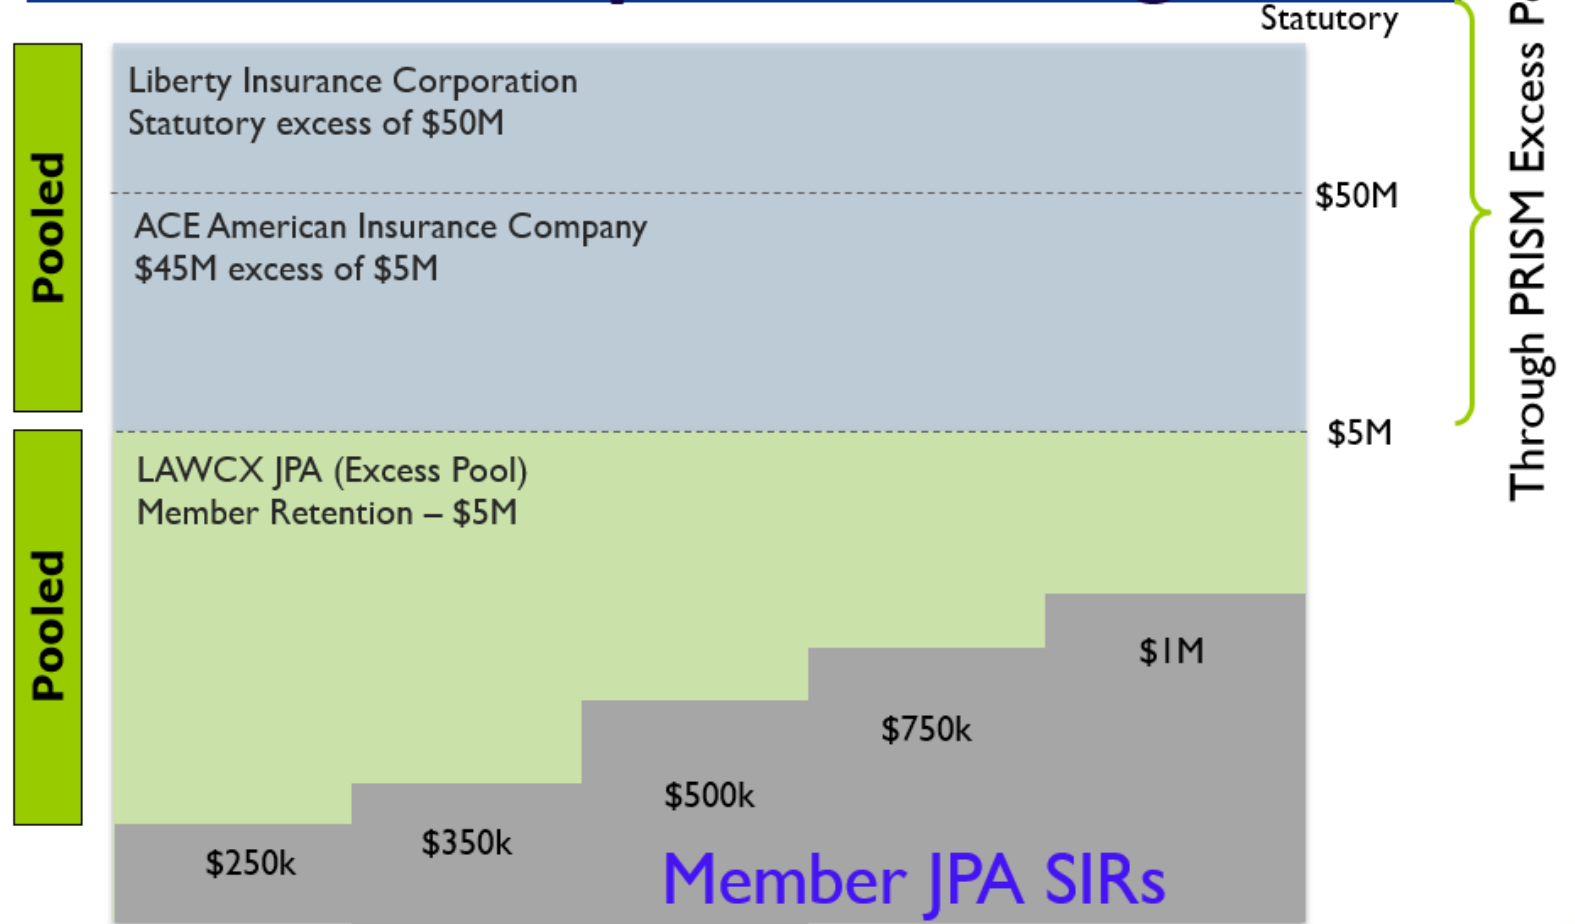 Statutory
Pooled
Liberty Insurance Corporation
Statutory excess of $50M
$50M
ACE American Insurance Company
$45M excess of $5M
$5M
Through PRISM Excess
Pooled
LAWCX JPA (Excess Pool)
Member Retention – $5M
$1M
$750k
$500k
$350k
$250k
Member JPA SIRs